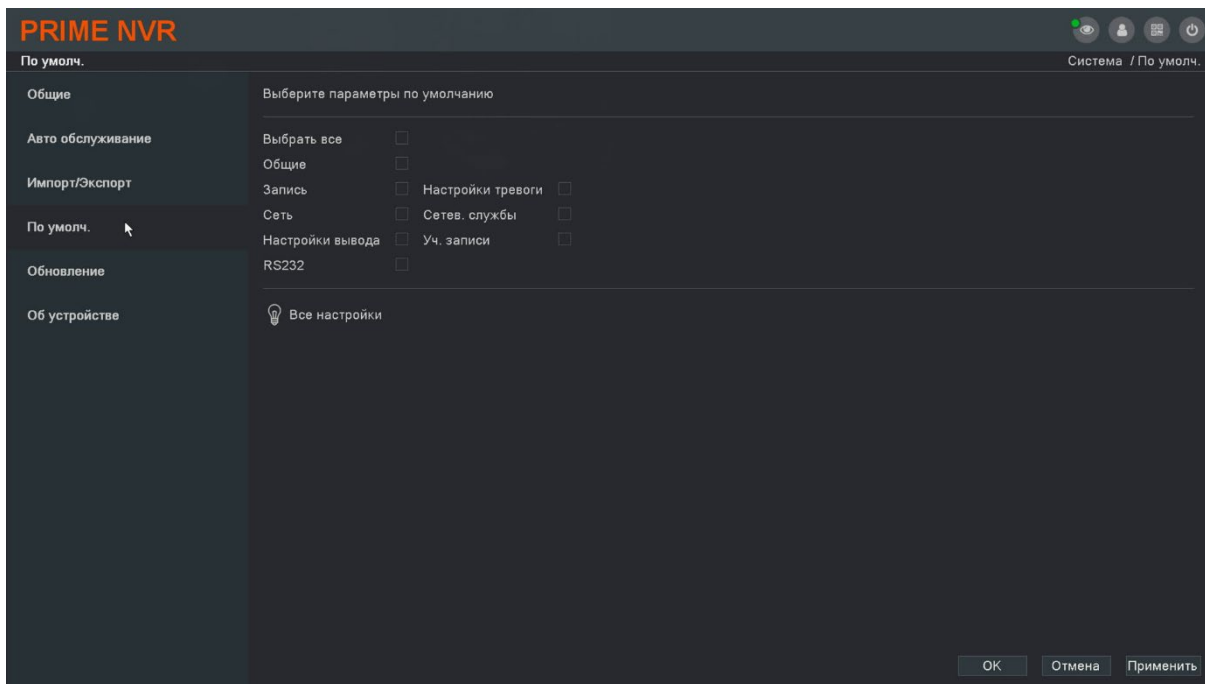 PRIME NVR
По умолч.
Система / По умолч.
Общие
Авто обслуживание
Импорт/Экспорт
По умолч.
Обновление
Об устройстве
Выберите параметры по умолчанию
Выбрать все
Общие
Запись Настройки тревоги
Сеть Сетев. службы
Настройки вывода Уч. записи
RS232
Все настройки
OK Отмена Применить